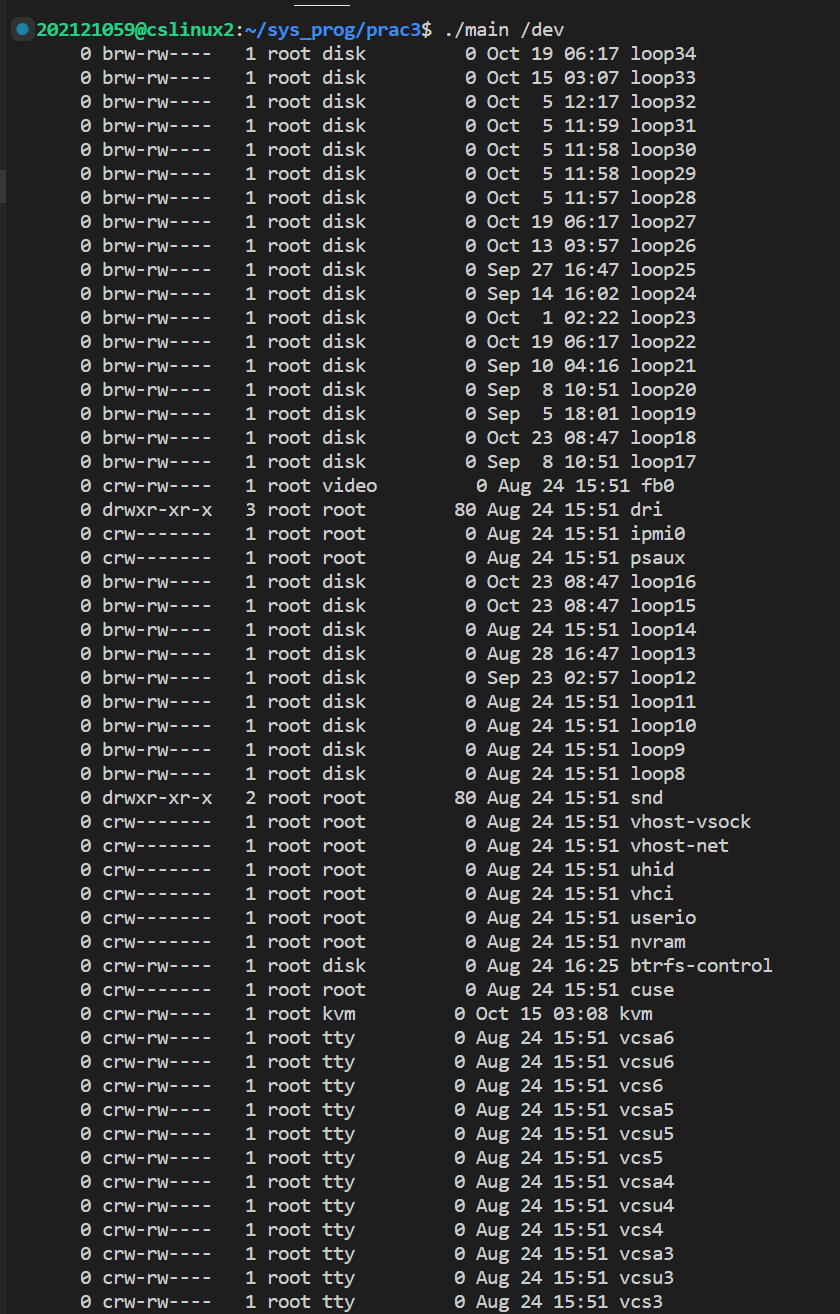 202121059@cslinux2:~/sys_prog/prac3$ ./main /dev
    0 brw-rw----   1 root disk         0 Oct 19 06:17 loop34
    0 brw-rw----   1 root disk         0 Oct 15 03:07 loop33
    0 brw-rw----   1 root disk         0 Oct  5 12:17 loop32
    0 brw-rw----   1 root disk         0 Oct  5 11:59 loop31
    0 brw-rw----   1 root disk         0 Oct  5 11:58 loop30
    0 brw-rw----   1 root disk         0 Oct  5 11:58 loop29
    0 brw-rw----   1 root disk         0 Oct  5 11:57 loop28
    0 brw-rw----   1 root disk         0 Oct 19 06:17 loop27
    0 brw-rw----   1 root disk         0 Oct 13 03:57 loop26
    0 brw-rw----   1 root disk         0 Sep 27 16:47 loop25
    0 brw-rw----   1 root disk         0 Sep 14 16:02 loop24
    0 brw-rw----   1 root disk         0 Oct  1 02:22 loop23
    0 brw-rw----   1 root disk         0 Oct 19 06:17 loop22
    0 brw-rw----   1 root disk         0 Sep 10 04:16 loop21
    0 brw-rw----   1 root disk         0 Sep  8 10:51 loop20
    0 brw-rw----   1 root disk         0 Sep  5 18:01 loop19
    0 brw-rw----   1 root disk         0 Oct 23 08:47 loop18
    0 brw-rw----   1 root disk         0 Sep  8 10:51 loop17
    0 crw-rw----   1 root video         0 Aug 24 15:51 fb0
    0 drwxr-xr-x   3 root root        80 Aug 24 15:51 dri
    0 crw-------   1 root root         0 Aug 24 15:51 ipmi0
    0 crw-------   1 root root         0 Aug 24 15:51 psaux
    0 brw-rw----   1 root disk         0 Oct 23 08:47 loop16
    0 brw-rw----   1 root disk         0 Oct 23 08:47 loop15
    0 brw-rw----   1 root disk         0 Aug 24 15:51 loop14
    0 brw-rw----   1 root disk         0 Aug 28 16:47 loop13
    0 brw-rw----   1 root disk         0 Sep 23 02:57 loop12
    0 brw-rw----   1 root disk         0 Aug 24 15:51 loop11
    0 brw-rw----   1 root disk         0 Aug 24 15:51 loop10
    0 brw-rw----   1 root disk         0 Aug 24 15:51 loop9
    0 brw-rw----   1 root disk         0 Aug 24 15:51 loop8
    0 drwxr-xr-x   2 root root        80 Aug 24 15:51 snd
    0 crw-------   1 root root         0 Aug 24 15:51 vhost-vsock
    0 crw-------   1 root root         0 Aug 24 15:51 vhost-net
    0 crw-------   1 root root         0 Aug 24 15:51 uhid
    0 crw-------   1 root root         0 Aug 24 15:51 vhci
    0 crw-------   1 root root         0 Aug 24 15:51 userio
    0 crw-------   1 root root         0 Aug 24 15:51 nvram
    0 crw-rw----   1 root disk         0 Aug 24 16:25 btrfs-control
    0 crw-------   1 root root         0 Aug 24 15:51 cuse
    0 crw-rw----   1 root kvm         0 Oct 15 03:08 kvm
    0 crw-rw----   1 root tty         0 Aug 24 15:51 vcsa6
    0 crw-rw----   1 root tty         0 Aug 24 15:51 vcsu6
    0 crw-rw----   1 root tty         0 Aug 24 15:51 vcs6
    0 crw-rw----   1 root tty         0 Aug 24 15:51 vcsa5
    0 crw-rw----   1 root tty         0 Aug 24 15:51 vcsu5
    0 crw-rw----   1 root tty         0 Aug 24 15:51 vcs5
    0 crw-rw----   1 root tty         0 Aug 24 15:51 vcsa4
    0 crw-rw----   1 root tty         0 Aug 24 15:51 vcsu4
    0 crw-rw----   1 root tty         0 Aug 24 15:51 vcs4
    0 crw-rw----   1 root tty         0 Aug 24 15:51 vcsa3
    0 crw-rw----   1 root tty         0 Aug 24 15:51 vcsu3
    0 crw-rw----   1 root tty         0 Aug 24 15:51 vcs3